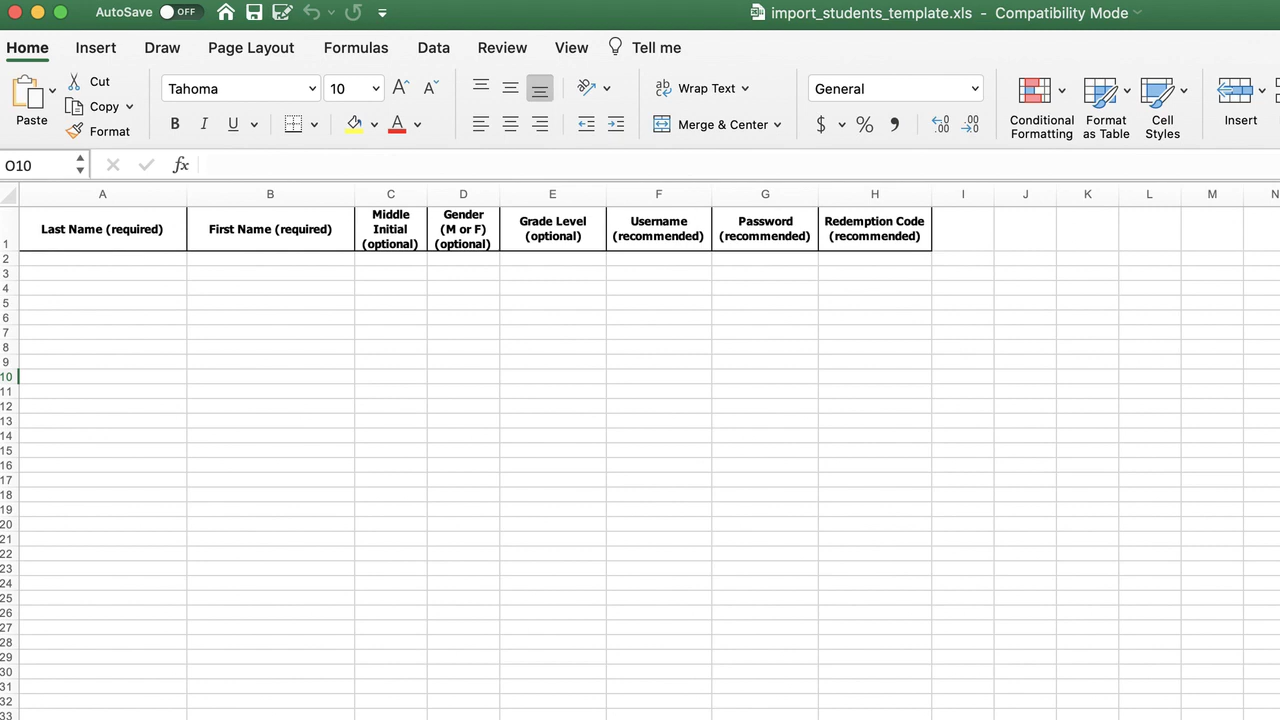 AutoSave OFF
import_students_template.xls - Compatibility Mode
Home Insert Draw Page Layout Formulas Data Review View Tell me
Paste
Cut
Copy
Format
Tahoma 10
B I U
A A
ab c Wrap Text
Merge & Center
General
$ % 9
Conditional Formatting
Format as Table
Cell Styles
Insert
O10
fx
A B C D E F G H I J K L M N
1
Last Name (required)
First Name (required)
Middle
Initial
(optional)
Gender
(M or F)
(optional)
Grade Level
(optional)
Username
(recommended)
Password
(recommended)
Redemption Code
(recommended)
2
3
4
5
6
7
8
9
10
11
12
13
14
15
16
17
18
19
20
21
22
23
24
25
26
27
28
29
30
31
32
33